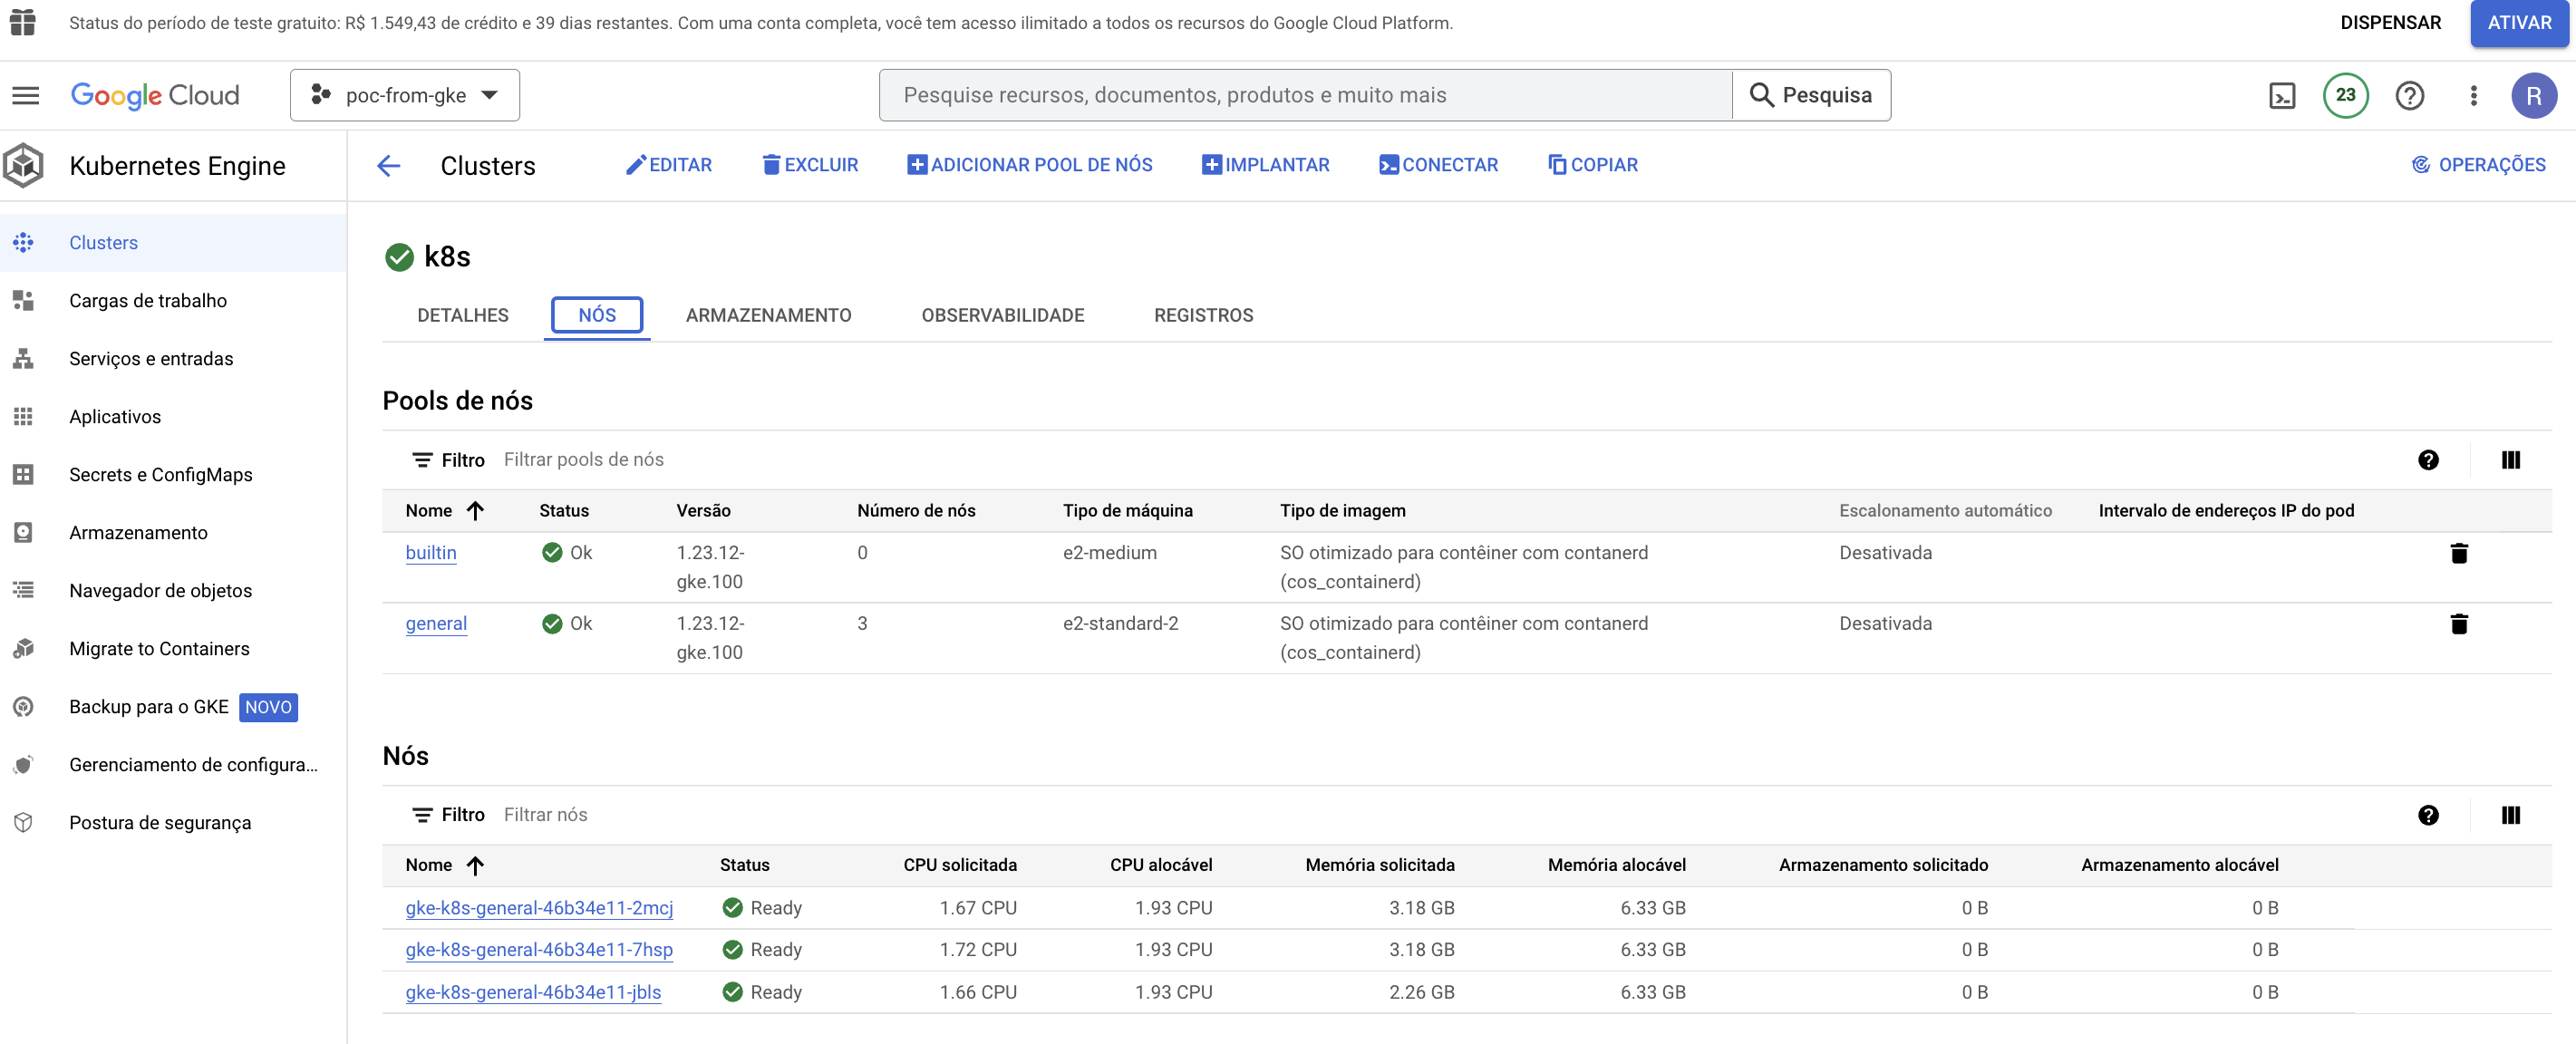 Status do período de teste gratuito: R$ 1.549,43 de crédito e 39 dias restantes. Com uma conta completa, você tem acesso ilimitado a todos os recursos do Google Cloud Platform.
DISPENSAR
ATIVAR
Google Cloud
poc-from-gke
Pesquise recursos, documentos, produtos e muito mais
Pesquisa
23
R
Kubernetes Engine
Clusters
Cargas de trabalho
Serviços e entradas
Aplicativos
Secrets e ConfigMaps
Armazenamento
Navegador de objetos
Migrate to Containers
Backup para o GKE NOVO
Gerenciamento de configura...
Postura de segurança
Clusters
EDITAR
EXCLUIR
ADICIONAR POOL DE NÓS
IMPLANTAR
CONECTAR
COPIAR
OPERAÇÕES
k8s
DETALHES NÓS ARMAZENAMENTO OBSERVABILIDADE REGISTROS
Pools de nós
Filtro Filtrar pools de nós
Nome Status Versão Número de nós Tipo de máquina Tipo de imagem Escalonamento automático Intervalo de endereços IP do pod
builtin Ok 1.23.12- 0 e2-medium SO otimizado para contêiner com contanerd Desativada
gke.100 (cos_containerd)
general Ok 1.23.12- 3 e2-standard-2 SO otimizado para contêiner com contanerd Desativada
gke.100 (cos_containerd)
Nós
Filtro Filtrar nós
Nome Status CPU solicitada CPU alocável Memória solicitada Memória alocável Armazenamento solicitado Armazenamento alocável
gke-k8s-general-46b34e11-2mcj Ready 1.67 CPU 1.93 CPU 3.18 GB 6.33 GB 0 B 0 B
gke-k8s-general-46b34e11-7hsp Ready 1.72 CPU 1.93 CPU 3.18 GB 6.33 GB 0 B 0 B
gke-k8s-general-46b34e11-jbls Ready 1.66 CPU 1.93 CPU 2.26 GB 6.33 GB 0 B 0 B